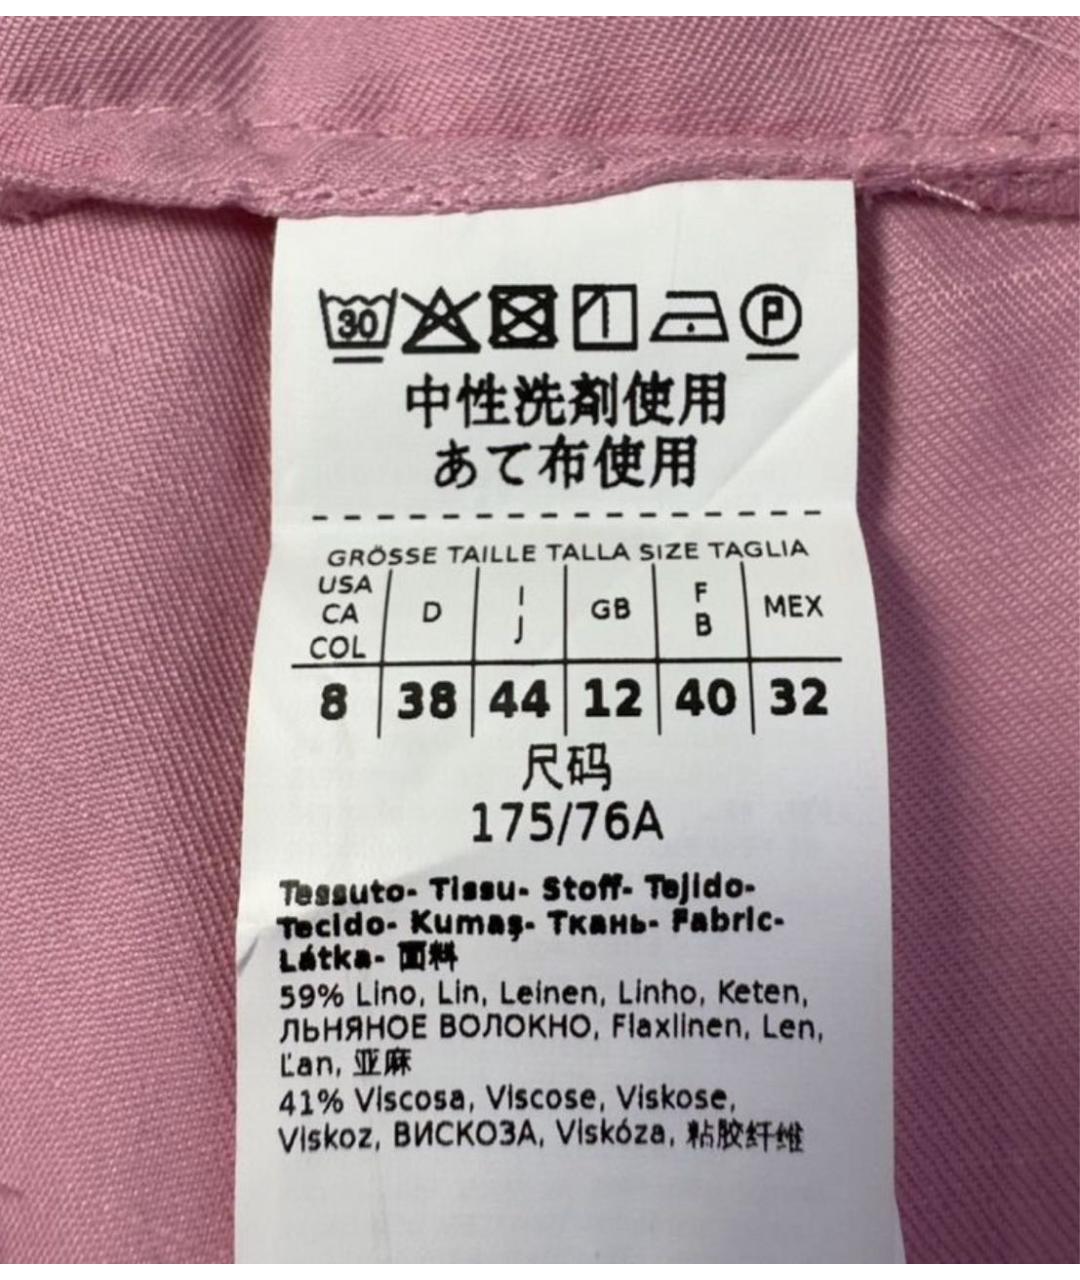 30 P
中性洗剤使用
あて布使用
GRÖSSE TAILLE TALLA SIZE TAGLIA
USA CA COL D I J GB F B MEX
8 38 44 12 40 32
尺码
175/76A
Tessuto- Tissu- Stoff- Tejido-
Tecido- Kumaş- Ткань- Fabric-
Látka- 面料
59% Lino, Lin, Leinen, Linho, Keten,
ЛЬНЯНОЕ ВОЛОКНО, Flaxlinen, Len,
Ľan, 亚麻
41% Viscosa, Viscose, Viskose,
Viskoz, ВИСКОЗА, Viskóza, 粘胶纤维